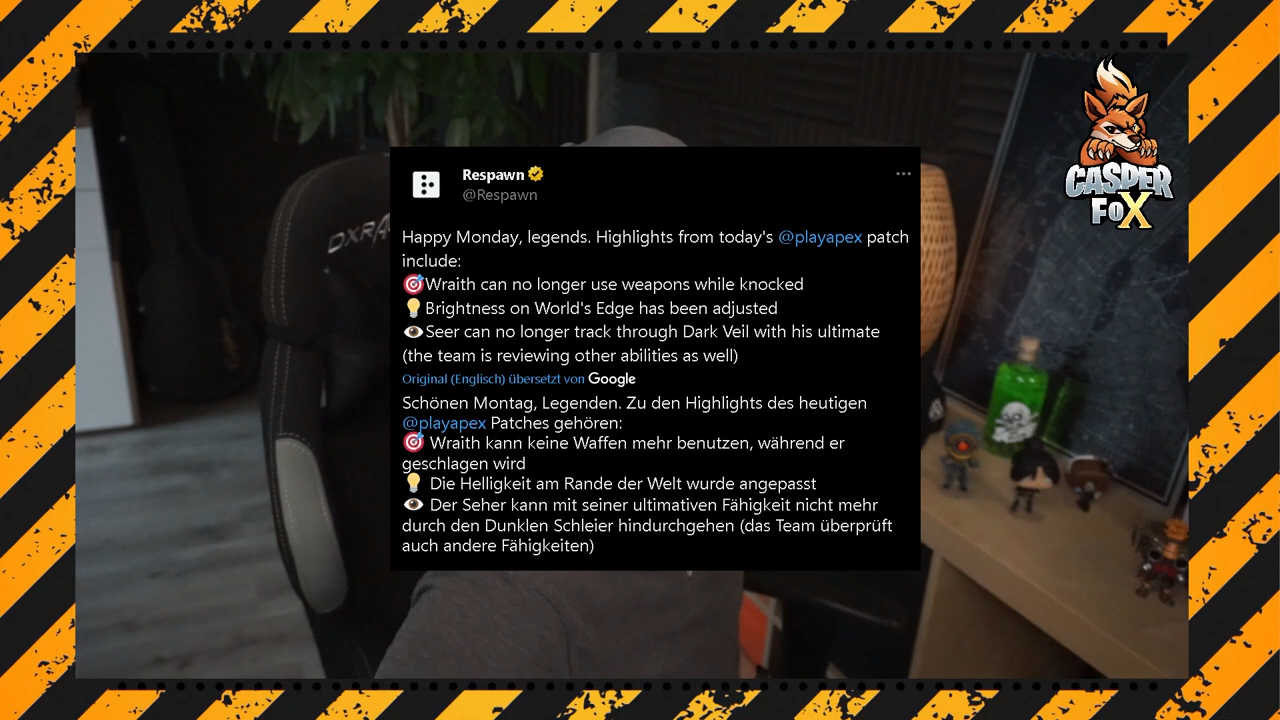 CASPER
FOX
DXRA
Respawn
@Respawn
Happy Monday, legends. Highlights from today's @playapex patch
include:
🎯Wraith can no longer use weapons while knocked
💡Brightness on World's Edge has been adjusted
👁️Seer can no longer track through Dark Veil with his ultimate
(the team is reviewing other abilities as well)
Original (Englisch) übersetzt von Google
Schönen Montag, Legenden. Zu den Highlights des heutigen
@playapex Patches gehören:
🎯 Wraith kann keine Waffen mehr benutzen, während er
geschlagen wird
💡 Die Helligkeit am Rande der Welt wurde angepasst
👁️ Der Seher kann mit seiner ultimativen Fähigkeit nicht mehr
durch den Dunklen Schleier hindurchgehen (das Team überprüft
auch andere Fähigkeiten)